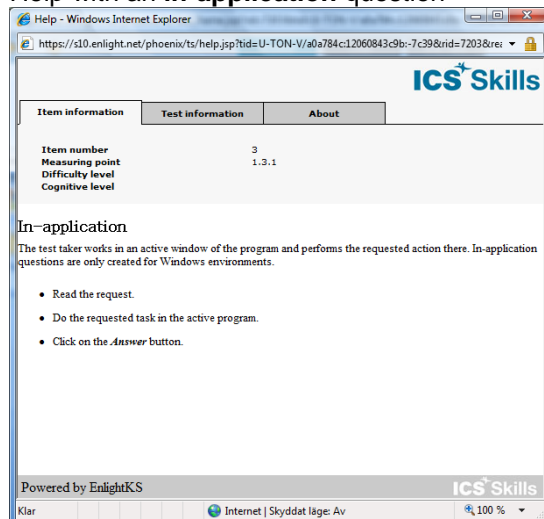 Help with an in-application question
Help - Windows Internet Explorer
https://s10.enlight.net/phoenix/ts/help.jsp?tid=U-TON-V/a0a784c:12060843c9b:-7c39&rid=7203&rea
ICS Skills
Item information Test information About
Item number 3
Measuring point 1.3.1
Difficulty level
Cognitive level
In-application
The test taker works in an active window of the program and performs the requested action there. In-application
questions are only created for Windows environments.
• Read the request.
• Do the requested task in the active program.
• Click on the Answer button.
Powered by EnlightKS ICS Skills
Klar Internet | Skyddat läge: Av 100 %